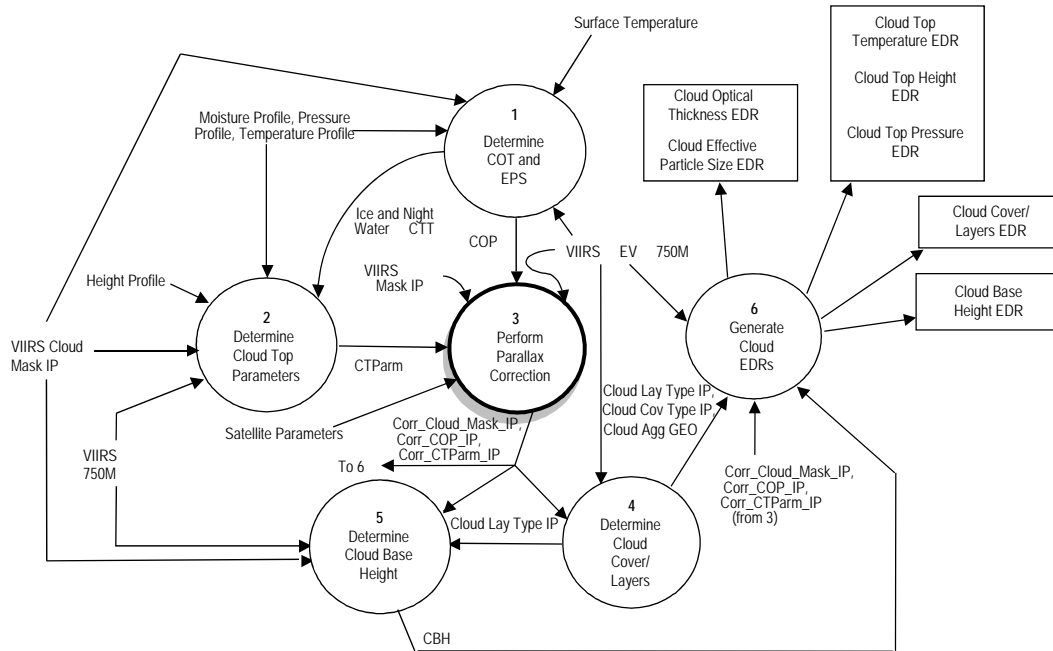 Surface Temperature
Cloud Top
Temperature EDR
Cloud Top Height
EDR
Cloud Top Pressure
EDR
Cloud Optical
Thickness EDR
Cloud Effective
Particle Size EDR
Moisture Profile, Pressure
Profile, Temperature Profile
1
Determine
COT and
EPS
Ice and Night
Water CTT
COP
VIIRS EV 750M
VIIRS
Mask IP
Cloud Cover/
Layers EDR
Cloud Base
Height EDR
Height Profile
2
Determine
Cloud Top
Parameters
CTParm
3
Perform
Parallax
Correction
6
Generate
Cloud
EDRs
VIIRS Cloud
Mask IP
Satellite Parameters
Cloud Lay Type IP,
Cloud Cov Type IP,
Cloud Agg GEO
Corr_Cloud_Mask_IP,
Corr_COP_IP,
Corr_CTParm_IP
To 6
VIIRS
750M
Corr_Cloud_Mask_IP,
Corr_COP_IP,
Corr_CTParm_IP
(from 3)
5
Determine
Cloud Base
Height
Cloud Lay Type IP
4
Determine
Cloud
Cover/
Layers
CBH